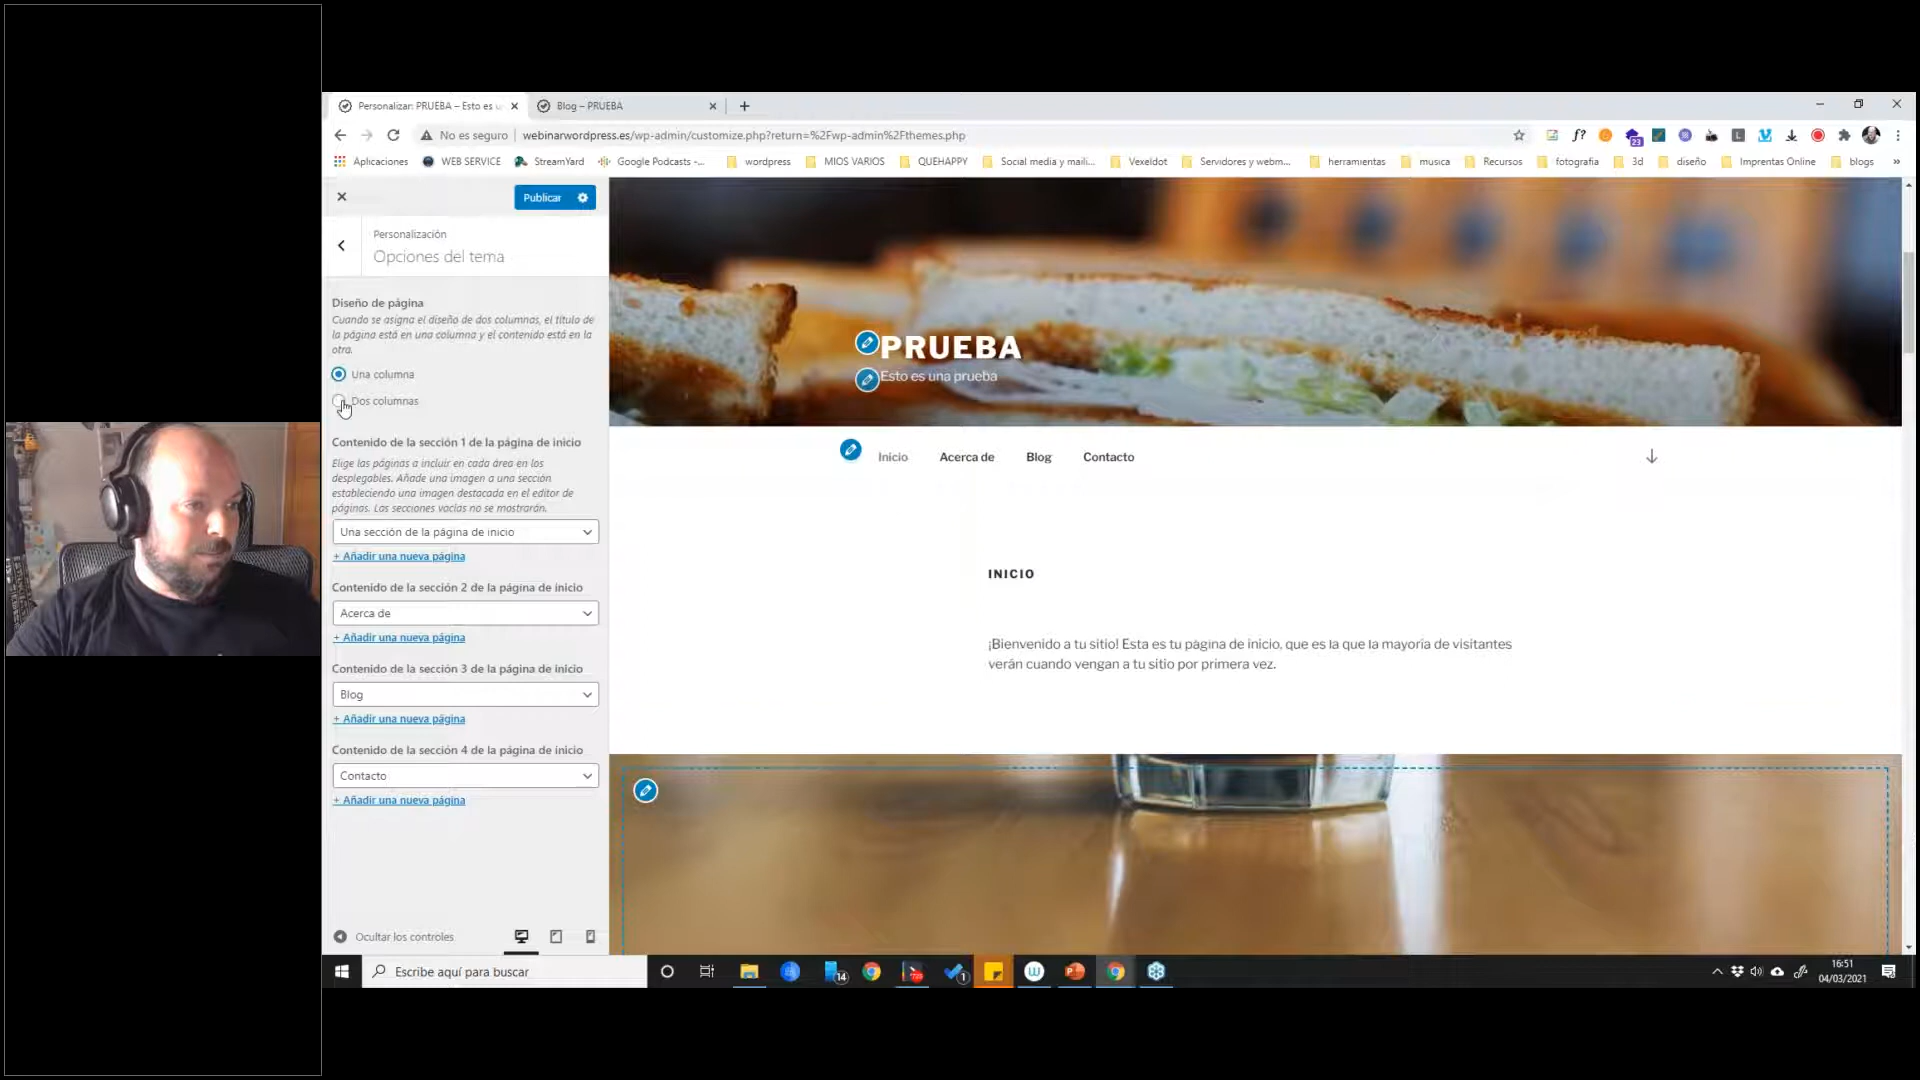 Personalizar: PRUEBA – Esto es u
Blog – PRUEBA
No es seguro
webinarwordpress.es/wp-admin/customize.php?return=%2Fwp-admin%2Fthemes.php
Aplicaciones
WEB SERVICE
StreamYard
Google Podcasts -...
wordpress
MIOS VARIOS
QUEHAPPY
Social media y maili...
Vexeldot
Servidores y webm...
herramientas
musica
Recursos
fotografia
3d
diseño
Imprentas Online
blogs
Publicar
Personalización
Opciones del tema
Diseño de página
Cuando se asigna el diseño de dos columnas, el título de
la página está en una columna y el contenido está en la
otra.
Una columna
Dos columnas
Contenido de la sección 1 de la página de inicio
Elige las páginas a incluir en cada área en los
desplegables. Añade una imagen a una sección
estableciendo una imagen destacada en el editor de
páginas. Las secciones vacías no se mostrarán.
Una sección de la página de inicio
+ Añadir una nueva página
Contenido de la sección 2 de la página de inicio
Acerca de
+ Añadir una nueva página
Contenido de la sección 3 de la página de inicio
Blog
+ Añadir una nueva página
Contenido de la sección 4 de la página de inicio
Contacto
+ Añadir una nueva página
Ocultar los controles
PRUEBA
Esto es una prueba
Inicio
Acerca de
Blog
Contacto
INICIO
¡Bienvenido a tu sitio! Esta es tu página de inicio, que es la que la mayoría de visitantes
verán cuando vengan a tu sitio por primera vez.
Escribe aquí para buscar
14
1
16:51
04/03/2021
23